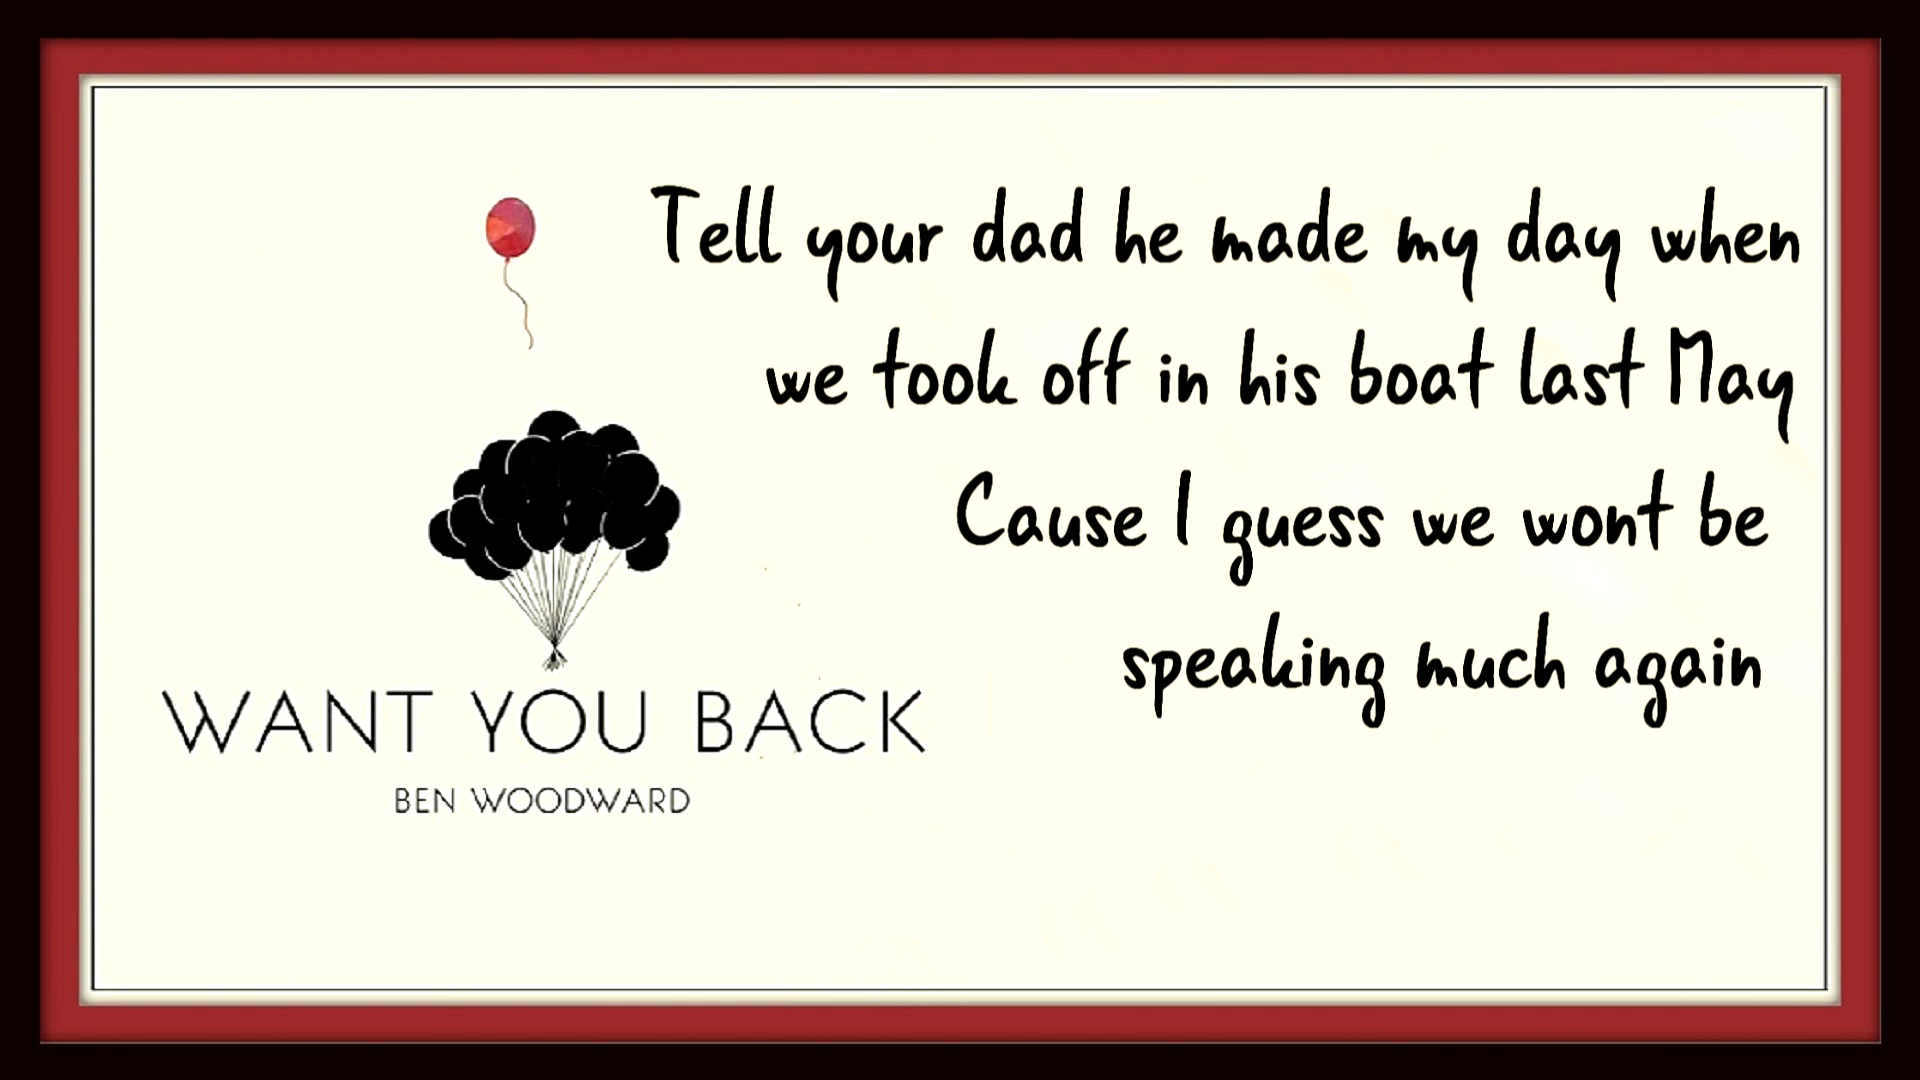 Tell your dad he made my day when
we took off in his boat last May
Cause I guess we wont be
speaking much again
WANT YOU BACK
BEN WOODWARD